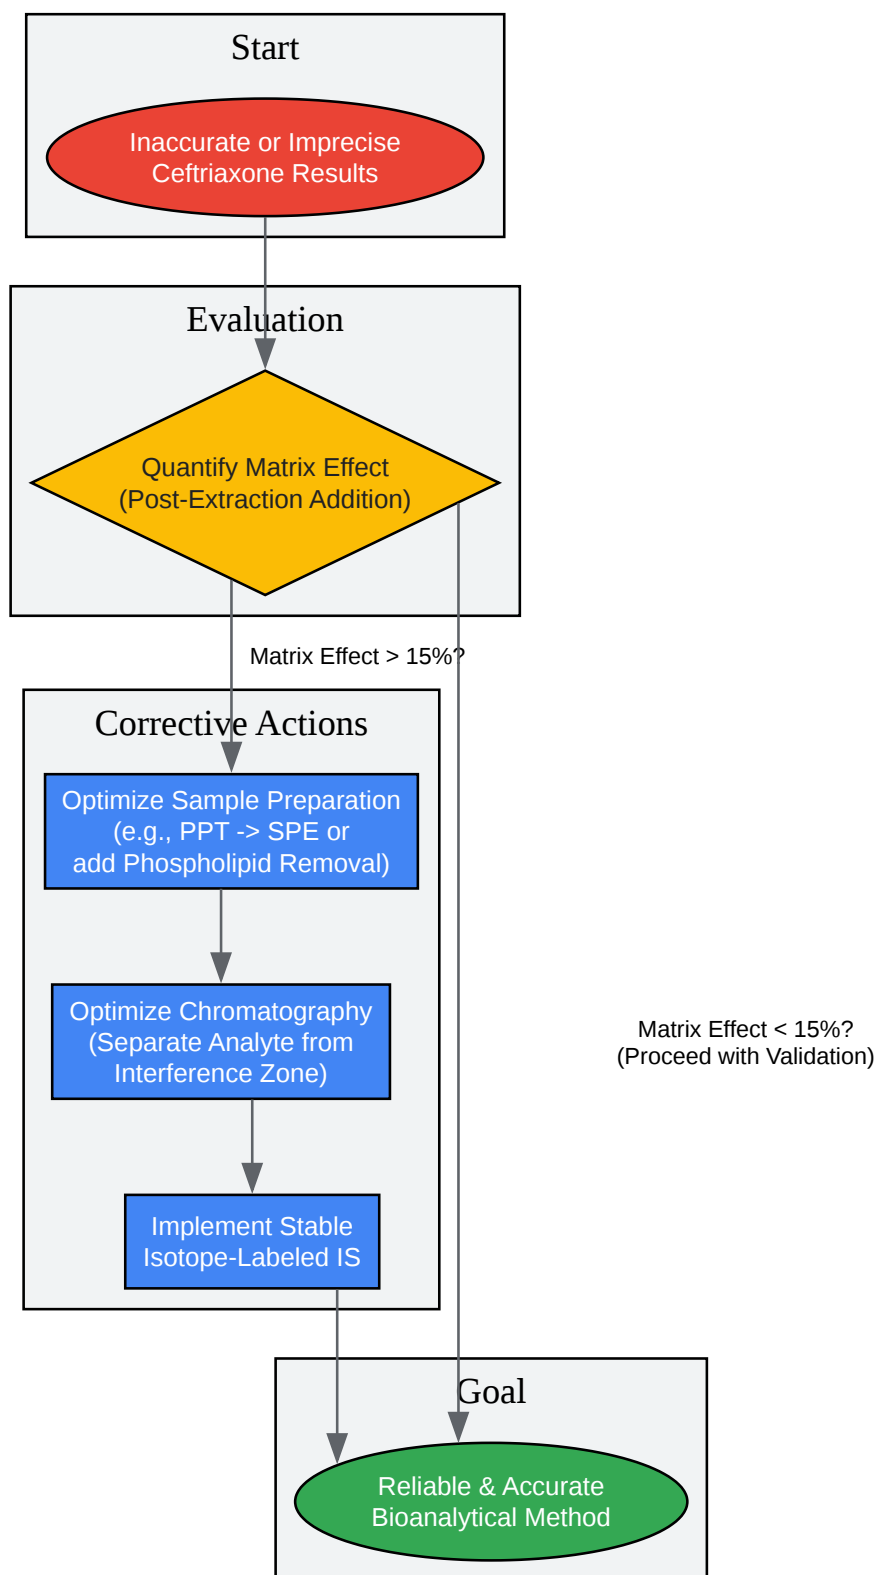 Start
Inaccurate or Imprecise
Ceftriaxone Results
Evaluation
Quantify Matrix Effect
(Post-Extraction Addition)
Matrix Effect > 15%?
Corrective Actions
Optimize Sample Preparation
(e.g., PPT -> SPE or
add Phospholipid Removal)
Optimize Chromatography
(Separate Analyte from
Interference Zone)
Matrix Effect < 15%?
(Proceed with Validation)
Implement Stable
Isotope-Labeled IS
Goal
Reliable & Accurate
Bioanalytical Method